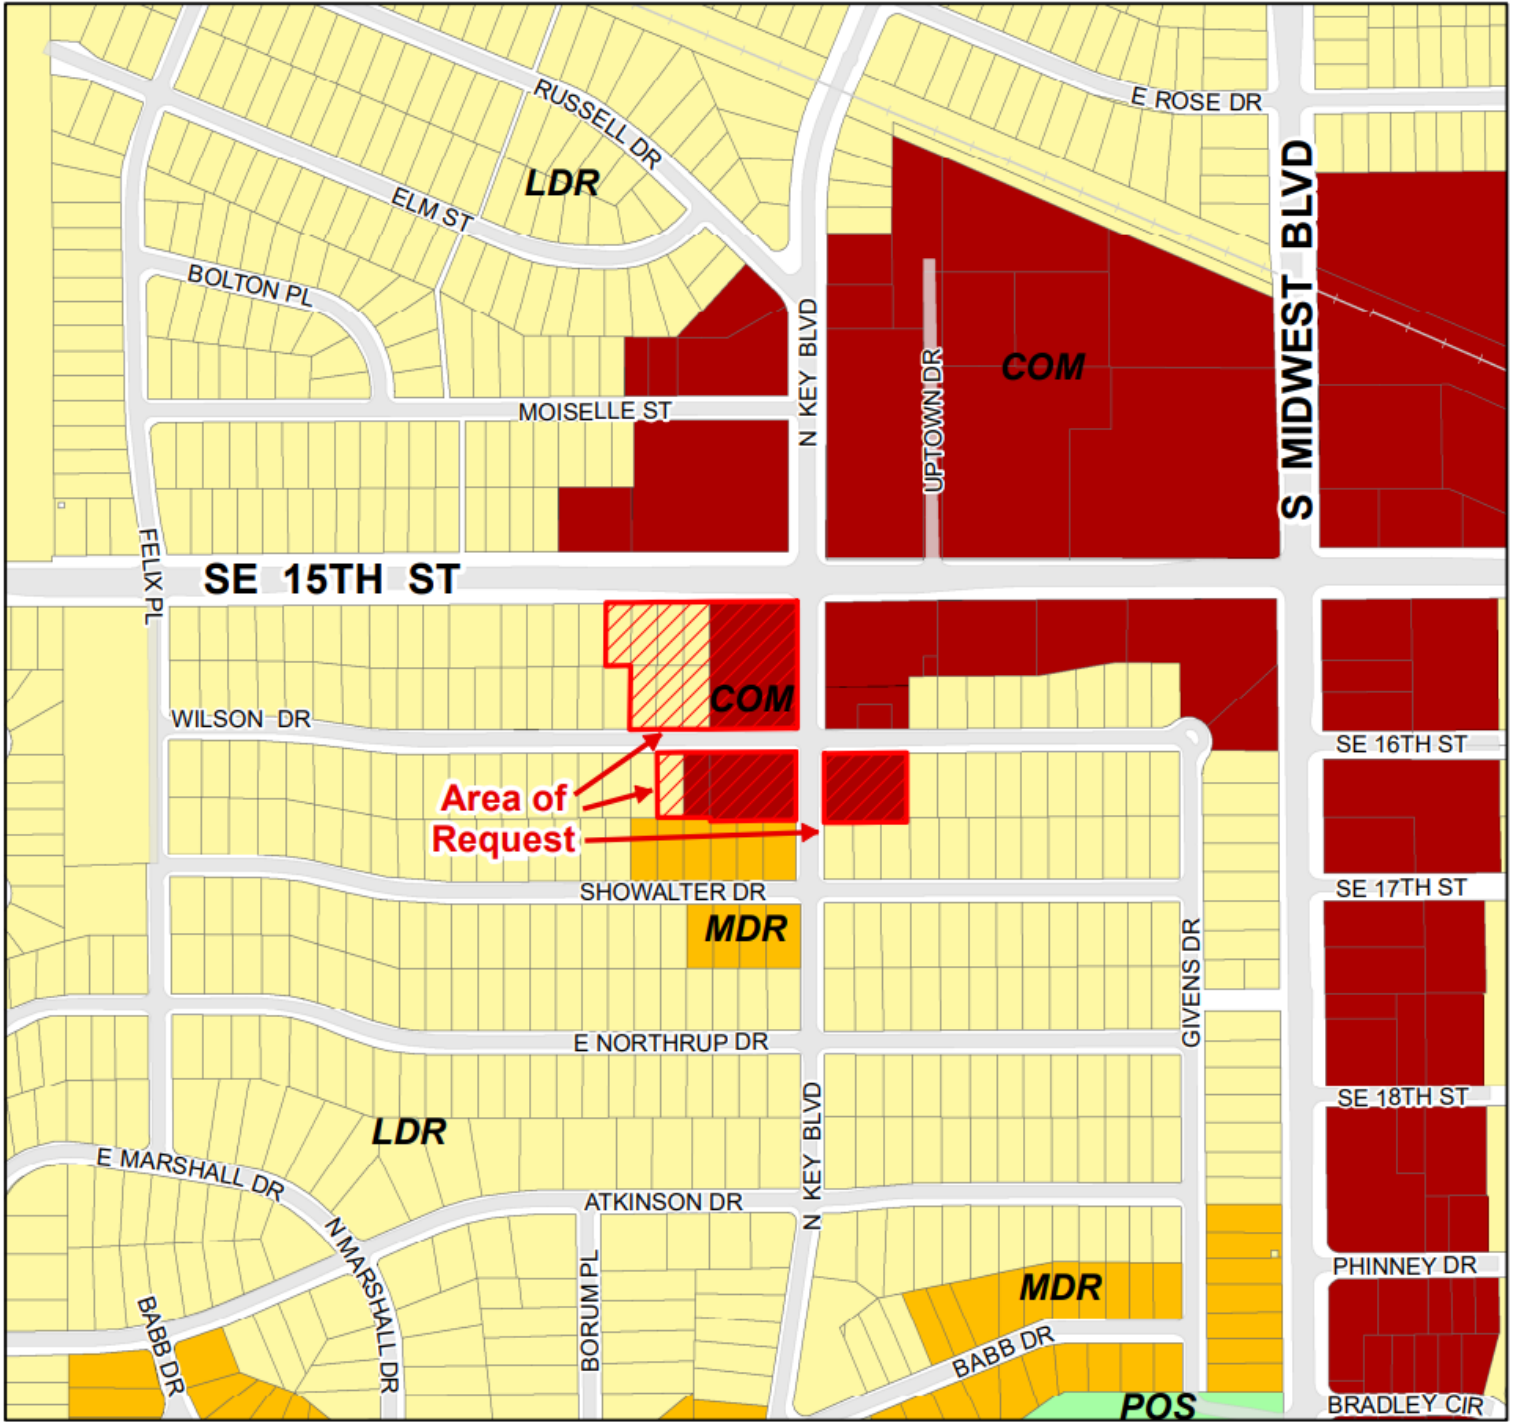 E ROSE DR
RUSSELL DR
LDR
ELM ST
BOLTON PL
S MIDWEST BLVD
N KEY BLVD
UPTOWN DR
COM
MOISELLE ST
FELIX PL
SE 15TH ST
COM
WILSON DR
SE 16TH ST
Area of
Request
SHOWALTER DR
SE 17TH ST
MDR
GIVENS DR
E NORTHRUP DR
N KEY BLVD
SE 18TH ST
LDR
E MARSHALL DR
ATKINSON DR
N MARSHALL DR
BORUM PL
PHINNEY DR
MDR
BABB DR
BABB DR
POS
BRADLEY CIR